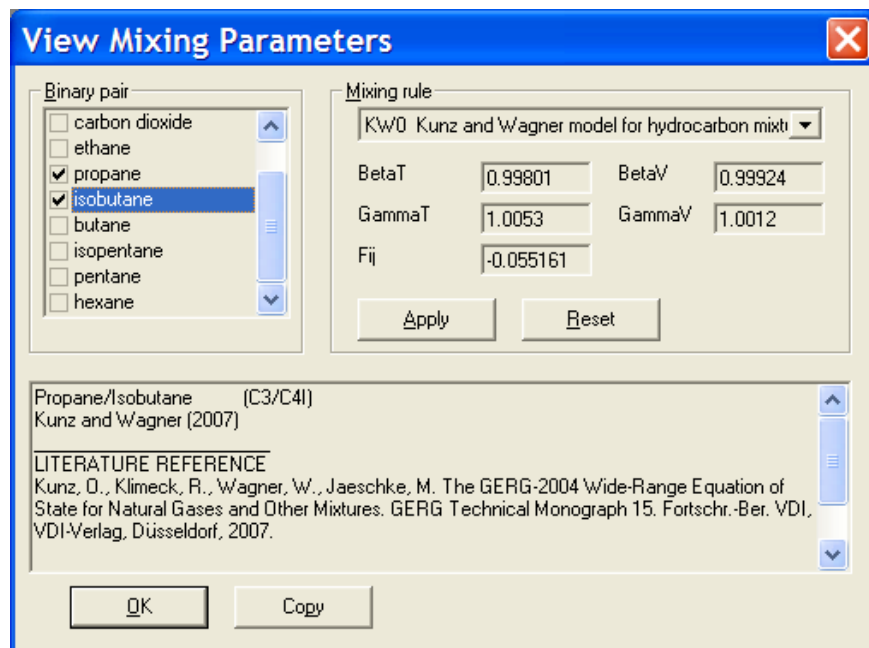 View Mixing Parameters
Binary pair
carbon dioxide
ethane
propane
isobutane
butane
isopentane
pentane
hexane
Mixing rule
KW0 Kunz and Wagner model for hydrocarbon mixtu
BetaT 0.99801 BetaV 0.99924
GammaT 1.0053 GammaV 1.0012
Fij -0.055161
Apply Reset
Propane/Isobutane (C3/C4I)
Kunz and Wagner (2007)
LITERATURE REFERENCE
Kunz, O., Klimeck, R., Wagner, W., Jaeschke, M. The GERG-2004 Wide-Range Equation of
State for Natural Gases and Other Mixtures. GERG Technical Monograph 15. Fortschr.-Ber. VDI,
VDI-Verlag, Düsseldorf, 2007.
OK Copy